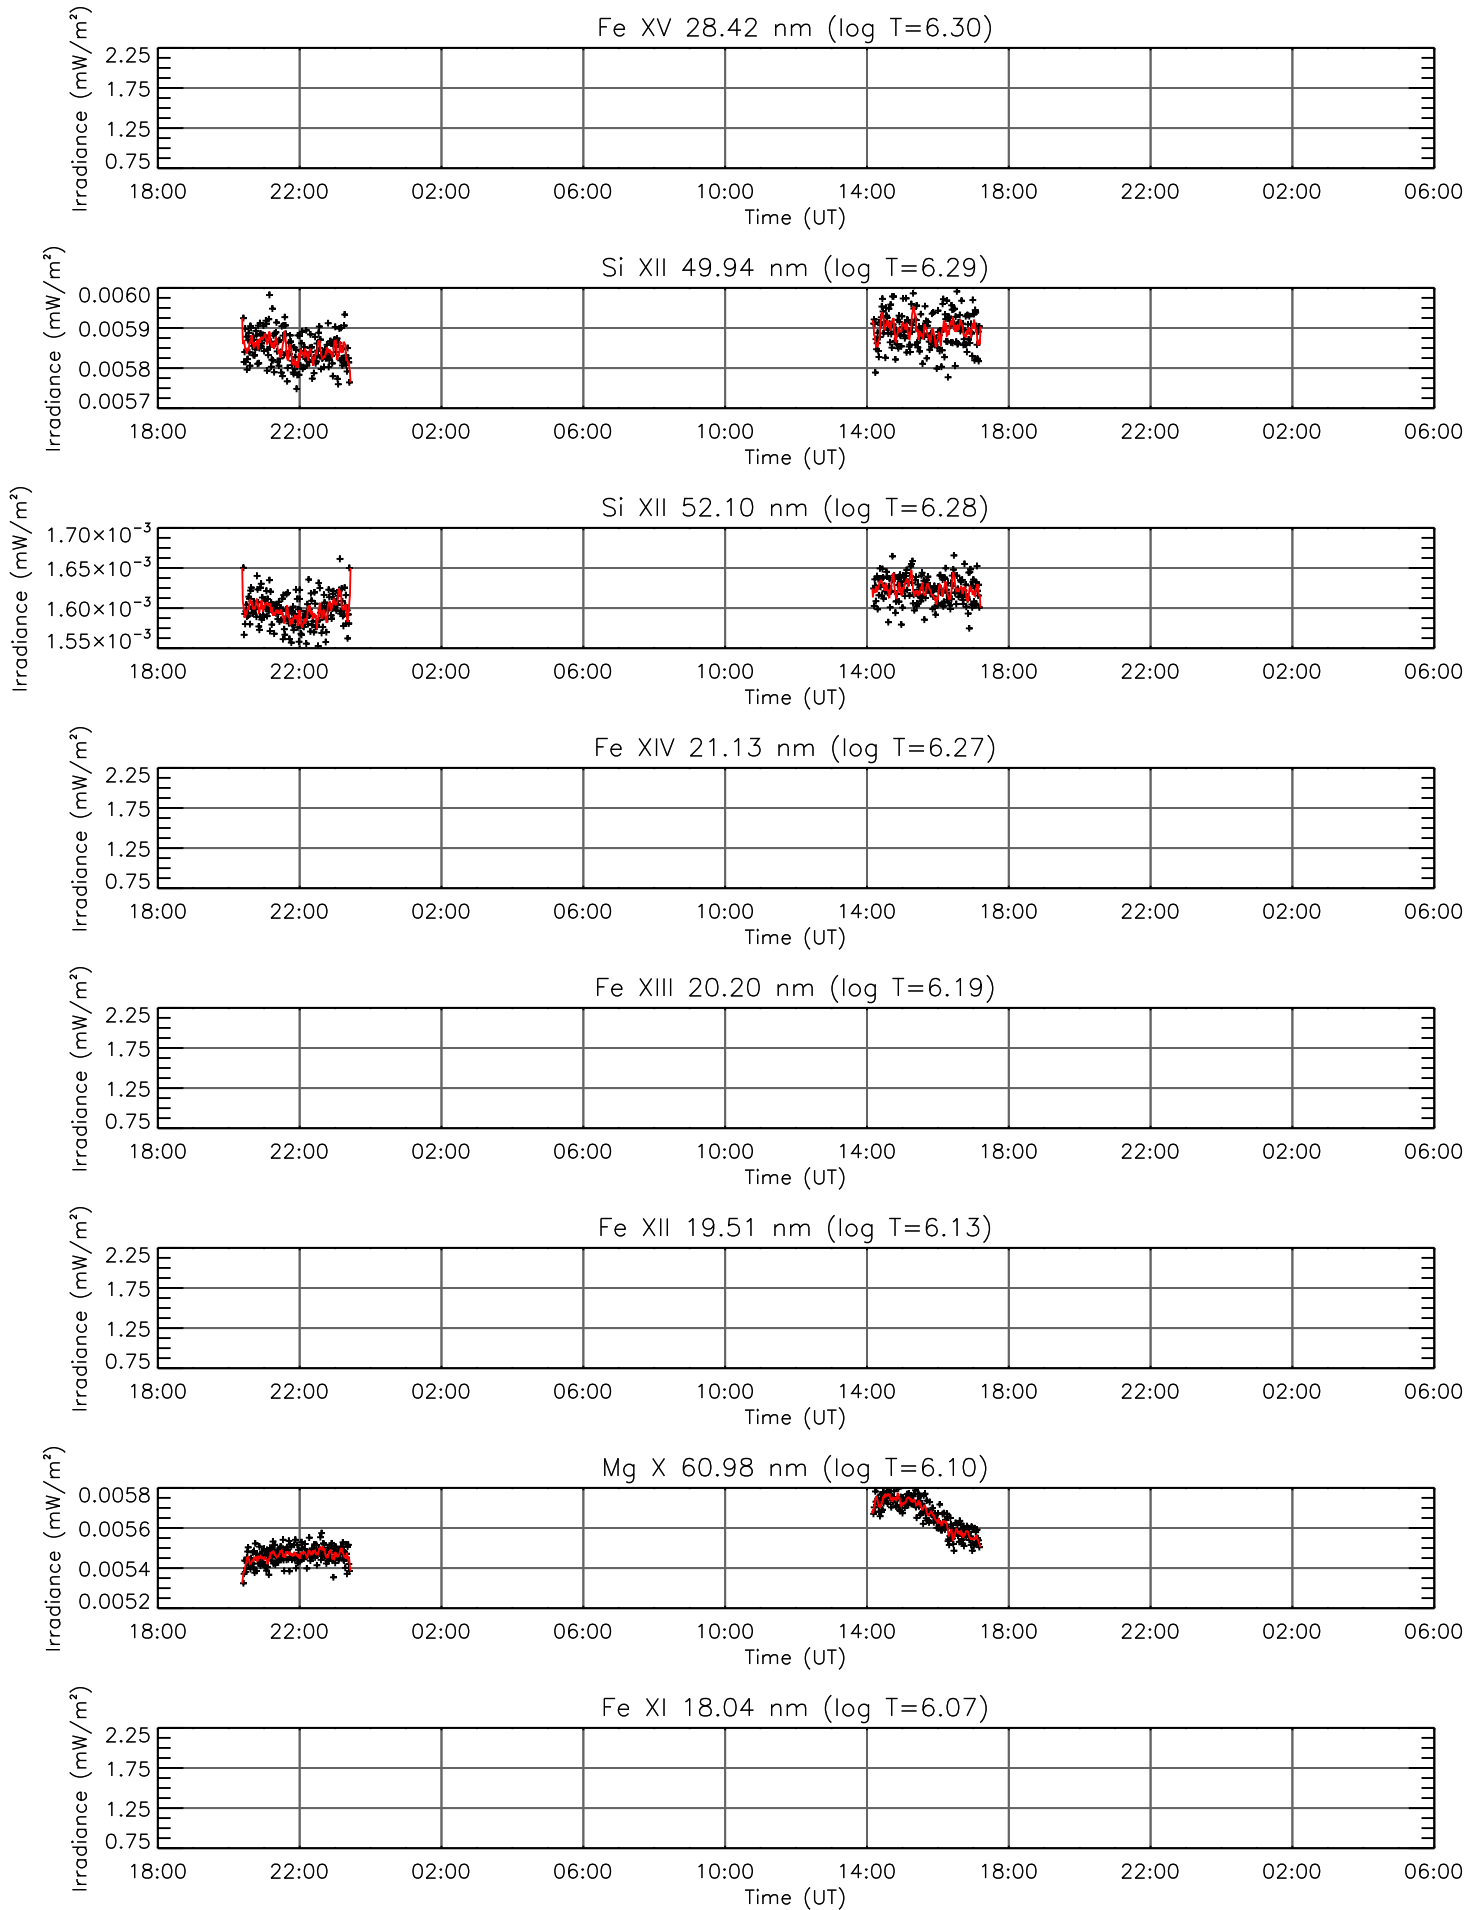 Fe XV 28.42 nm (log T=6.30)
Irradiance (mW/m²)
2.25
1.75
1.25
0.75
18:00 22:00 02:00 06:00 10:00 14:00 18:00 22:00 02:00 06:00
Time (UT)
Si XII 49.94 nm (log T=6.29)
Irradiance (mW/m²)
0.0060
0.0059
0.0058
0.0057
18:00 22:00 02:00 06:00 10:00 14:00 18:00 22:00 02:00 06:00
Time (UT)
Si XII 52.10 nm (log T=6.28)
Irradiance (mW/m²)
1.70×10⁻³
1.65×10⁻³
1.60×10⁻³
1.55×10⁻³
18:00 22:00 02:00 06:00 10:00 14:00 18:00 22:00 02:00 06:00
Time (UT)
Fe XIV 21.13 nm (log T=6.27)
Irradiance (mW/m²)
2.25
1.75
1.25
0.75
18:00 22:00 02:00 06:00 10:00 14:00 18:00 22:00 02:00 06:00
Time (UT)
Fe XIII 20.20 nm (log T=6.19)
Irradiance (mW/m²)
2.25
1.75
1.25
0.75
18:00 22:00 02:00 06:00 10:00 14:00 18:00 22:00 02:00 06:00
Time (UT)
Fe XII 19.51 nm (log T=6.13)
Irradiance (mW/m²)
2.25
1.75
1.25
0.75
18:00 22:00 02:00 06:00 10:00 14:00 18:00 22:00 02:00 06:00
Time (UT)
Mg X 60.98 nm (log T=6.10)
Irradiance (mW/m²)
0.0058
0.0056
0.0054
0.0052
18:00 22:00 02:00 06:00 10:00 14:00 18:00 22:00 02:00 06:00
Time (UT)
Fe XI 18.04 nm (log T=6.07)
Irradiance (mW/m²)
2.25
1.75
1.25
0.75
18:00 22:00 02:00 06:00 10:00 14:00 18:00 22:00 02:00 06:00
Time (UT)